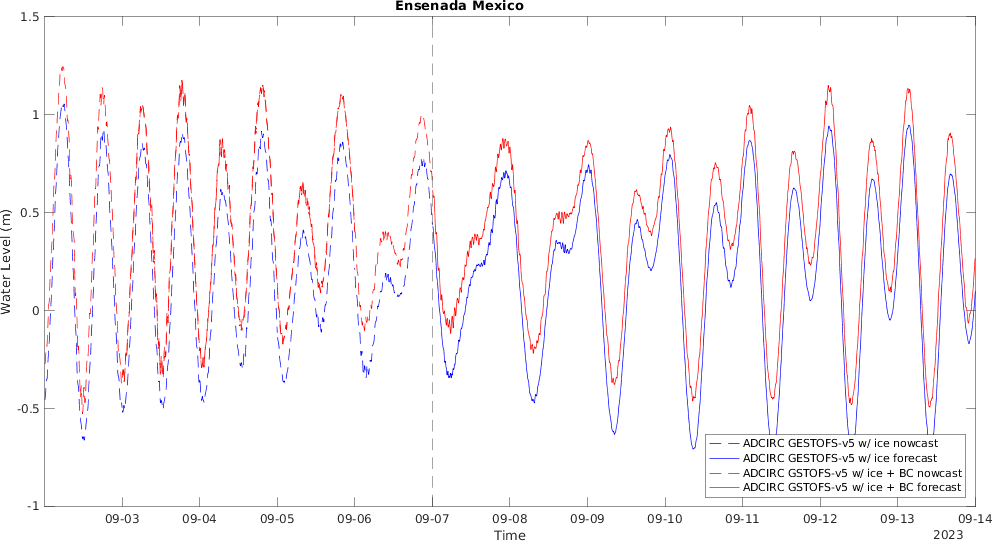 Ensenada Mexico
1.5
1
0.5
0
-0.5
-1
Water Level (m)
ADCIRC GESTOFS-v5 w/ ice nowcast
ADCIRC GESTOFS-v5 w/ ice forecast
ADCIRC GSTOFS-v5 w/ ice + BC nowcast
ADCIRC GSTOFS-v5 w/ ice + BC forecast
09-03 09-04 09-05 09-06 09-07 09-08 09-09 09-10 09-11 09-12 09-13 09-14
Time
2023